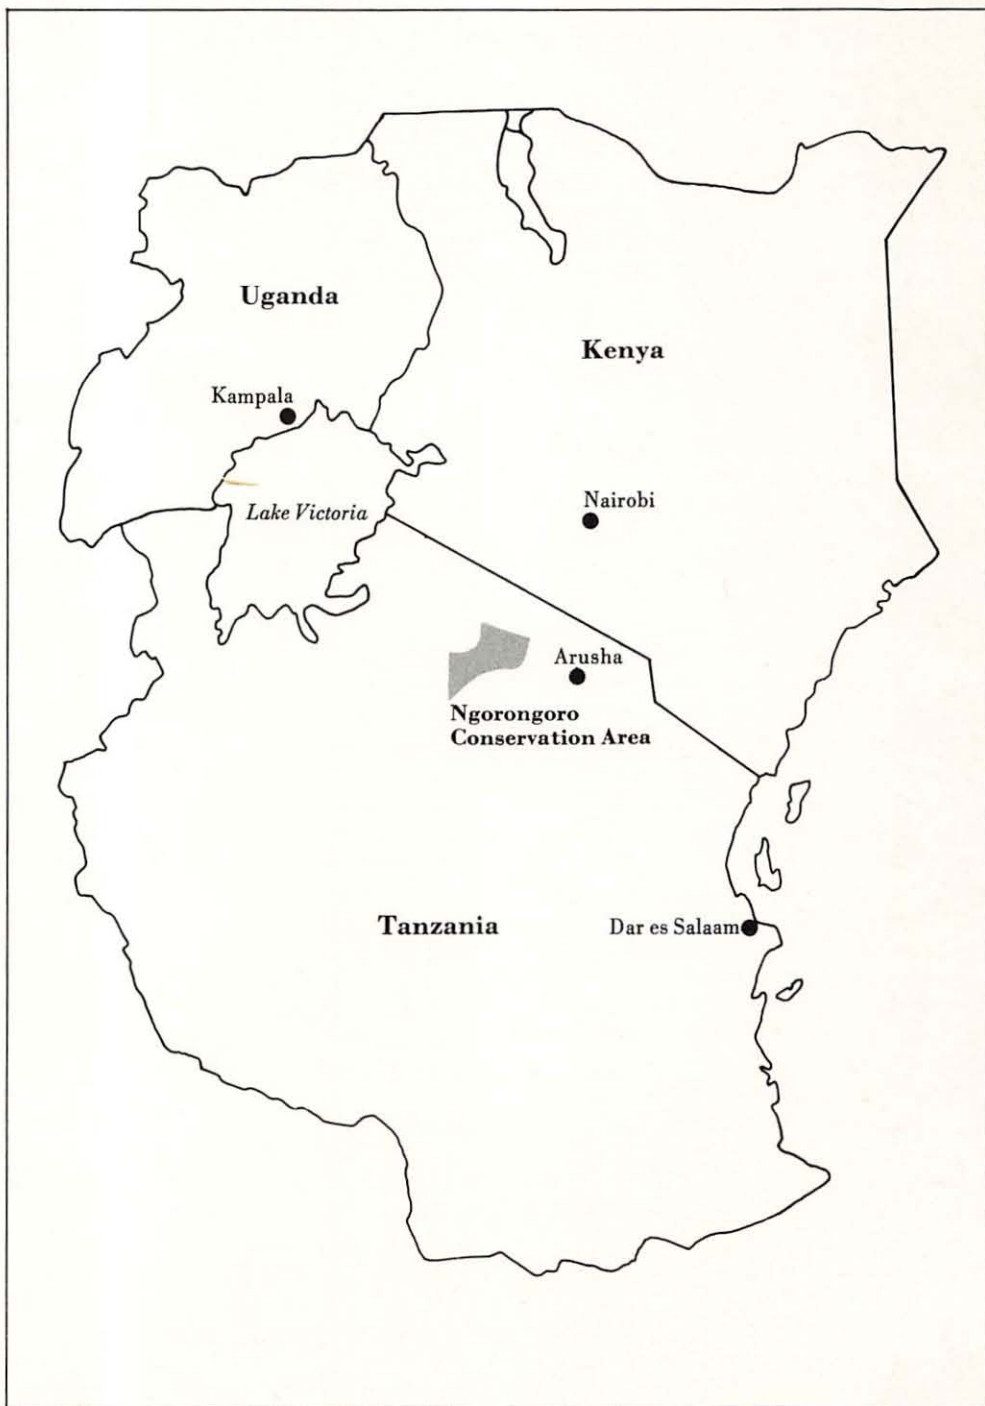 Uganda
Kenya
Kampala
Nairobi
Lake Victoria
Arusha
Ngorongoro
Conservation Area
Tanzania
Dar es Salaam